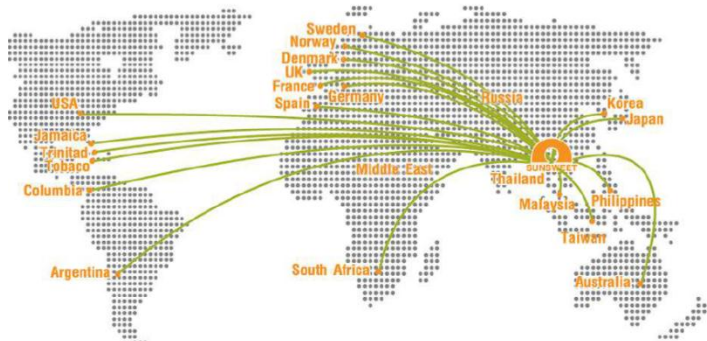 Sweden
Norway
Denmark
UK
France
Germany
Spain
Russia
USA
Korea
Japan
Jamaica
Trinitad
Tobaco
Middle East
SUNSWEET
Thailand
Columbia
Malaysia
Philippines
Taiwan
Argentina
South Africa
Australia